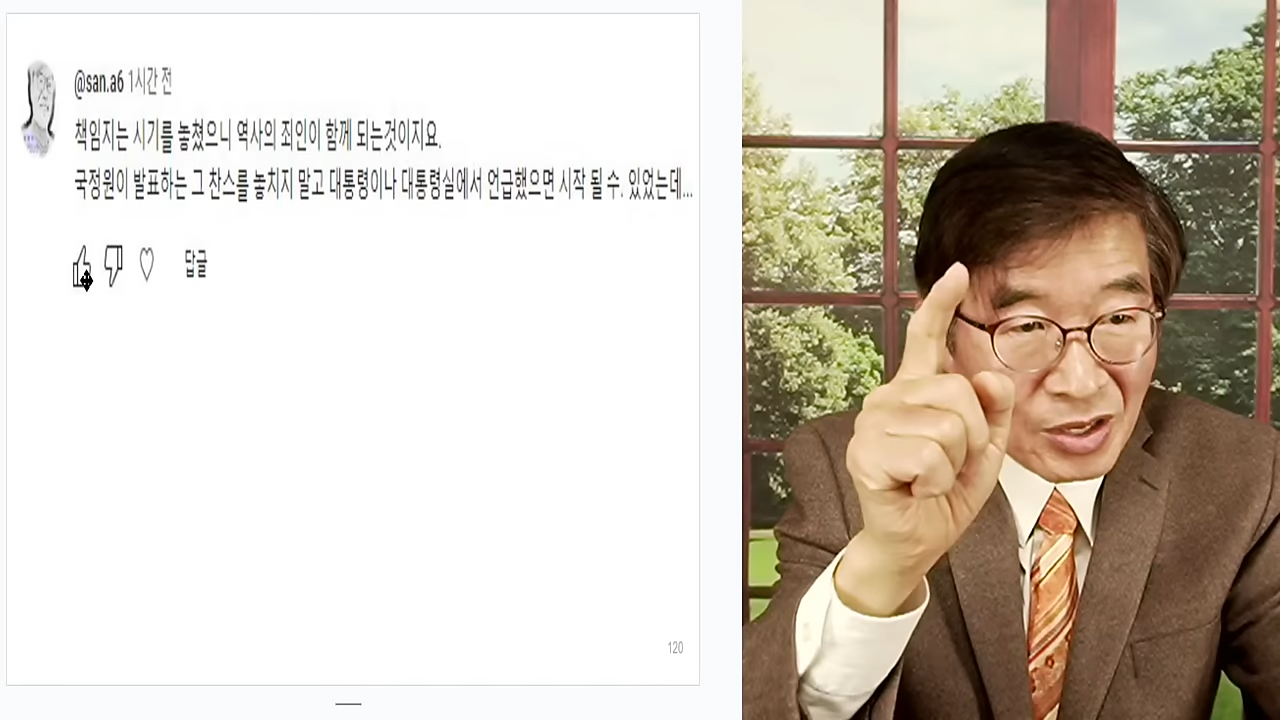 @san.a6 1시간 전
책임지는 시기를 놓쳤으니 역사의 죄인이 함께 되는것이지요.
국정원이 발표하는 그 찬스를 놓치지 말고 대통령이나 대통령실에서 언급했으면 시작 될 수. 있었는데...
답글
120